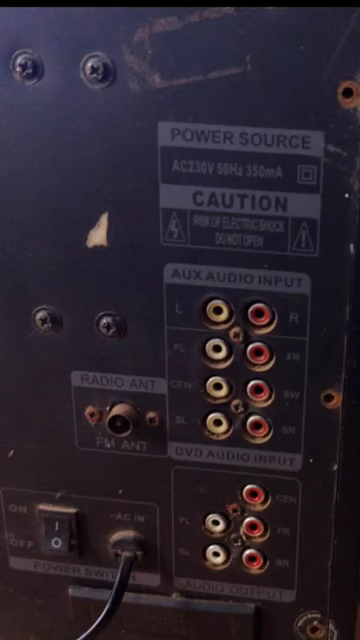 POWER SOURCE
AC230V 50Hz 350mA
CAUTION
RISK OF ELECTRIC SHOCK
DO NOT OPEN
AUX AUDIO INPUT
L R
FL FR
CEN SW
SL SR
DVD AUDIO INPUT
RADIO ANT
FM ANT
CEN
FL FR
SL SR
AUDIO OUTPUT
ON
OFF
I
O
~AC IN
POWER SWITCH